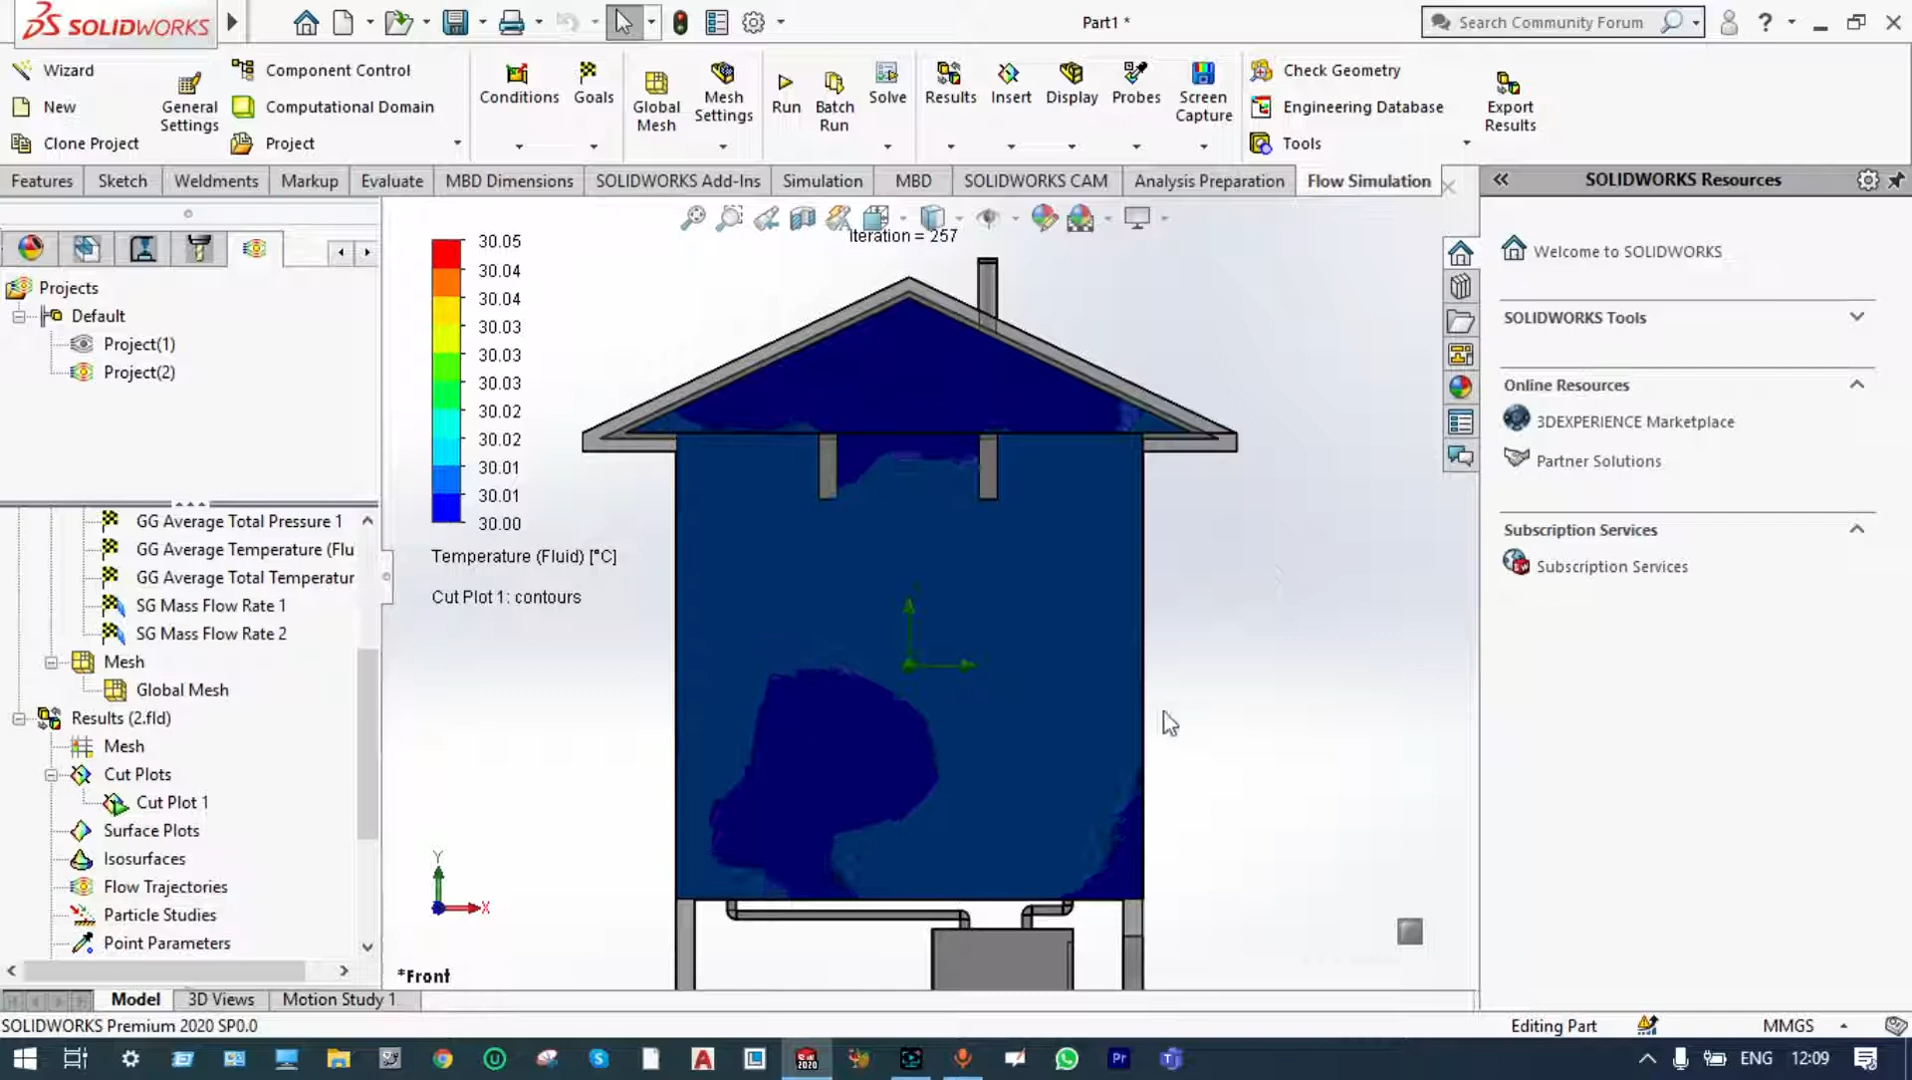 SOLIDWORKS
Part1 *
Search Community Forum
Wizard
New
Clone Project
General Settings
Component Control
Computational Domain
Project
Conditions
Goals
Global Mesh
Mesh Settings
Run
Batch Run
Solve
Results
Insert
Display
Probes
Screen Capture
Check Geometry
Engineering Database
Tools
Export Results
Features
Sketch
Weldments
Markup
Evaluate
MBD Dimensions
SOLIDWORKS Add-Ins
Simulation
MBD
SOLIDWORKS CAM
Analysis Preparation
Flow Simulation
SOLIDWORKS Resources
Projects
Default
Project(1)
Project(2)
GG Average Total Pressure 1
GG Average Temperature (Flu
GG Average Total Temperatur
SG Mass Flow Rate 1
SG Mass Flow Rate 2
Mesh
Global Mesh
Results (2.fld)
Mesh
Cut Plots
Cut Plot 1
Surface Plots
Isosurfaces
Flow Trajectories
Particle Studies
Point Parameters
Iteration = 257
30.05
30.04
30.04
30.03
30.03
30.03
30.02
30.02
30.01
30.01
30.00
Temperature (Fluid) [°C]
Cut Plot 1: contours
Y
X
*Front
Welcome to SOLIDWORKS
SOLIDWORKS Tools
Online Resources
3DEXPERIENCE Marketplace
Partner Solutions
Subscription Services
Subscription Services
Model
3D Views
Motion Study 1
SOLIDWORKS Premium 2020 SP0.0
Editing Part
MMGS
ENG
12:09